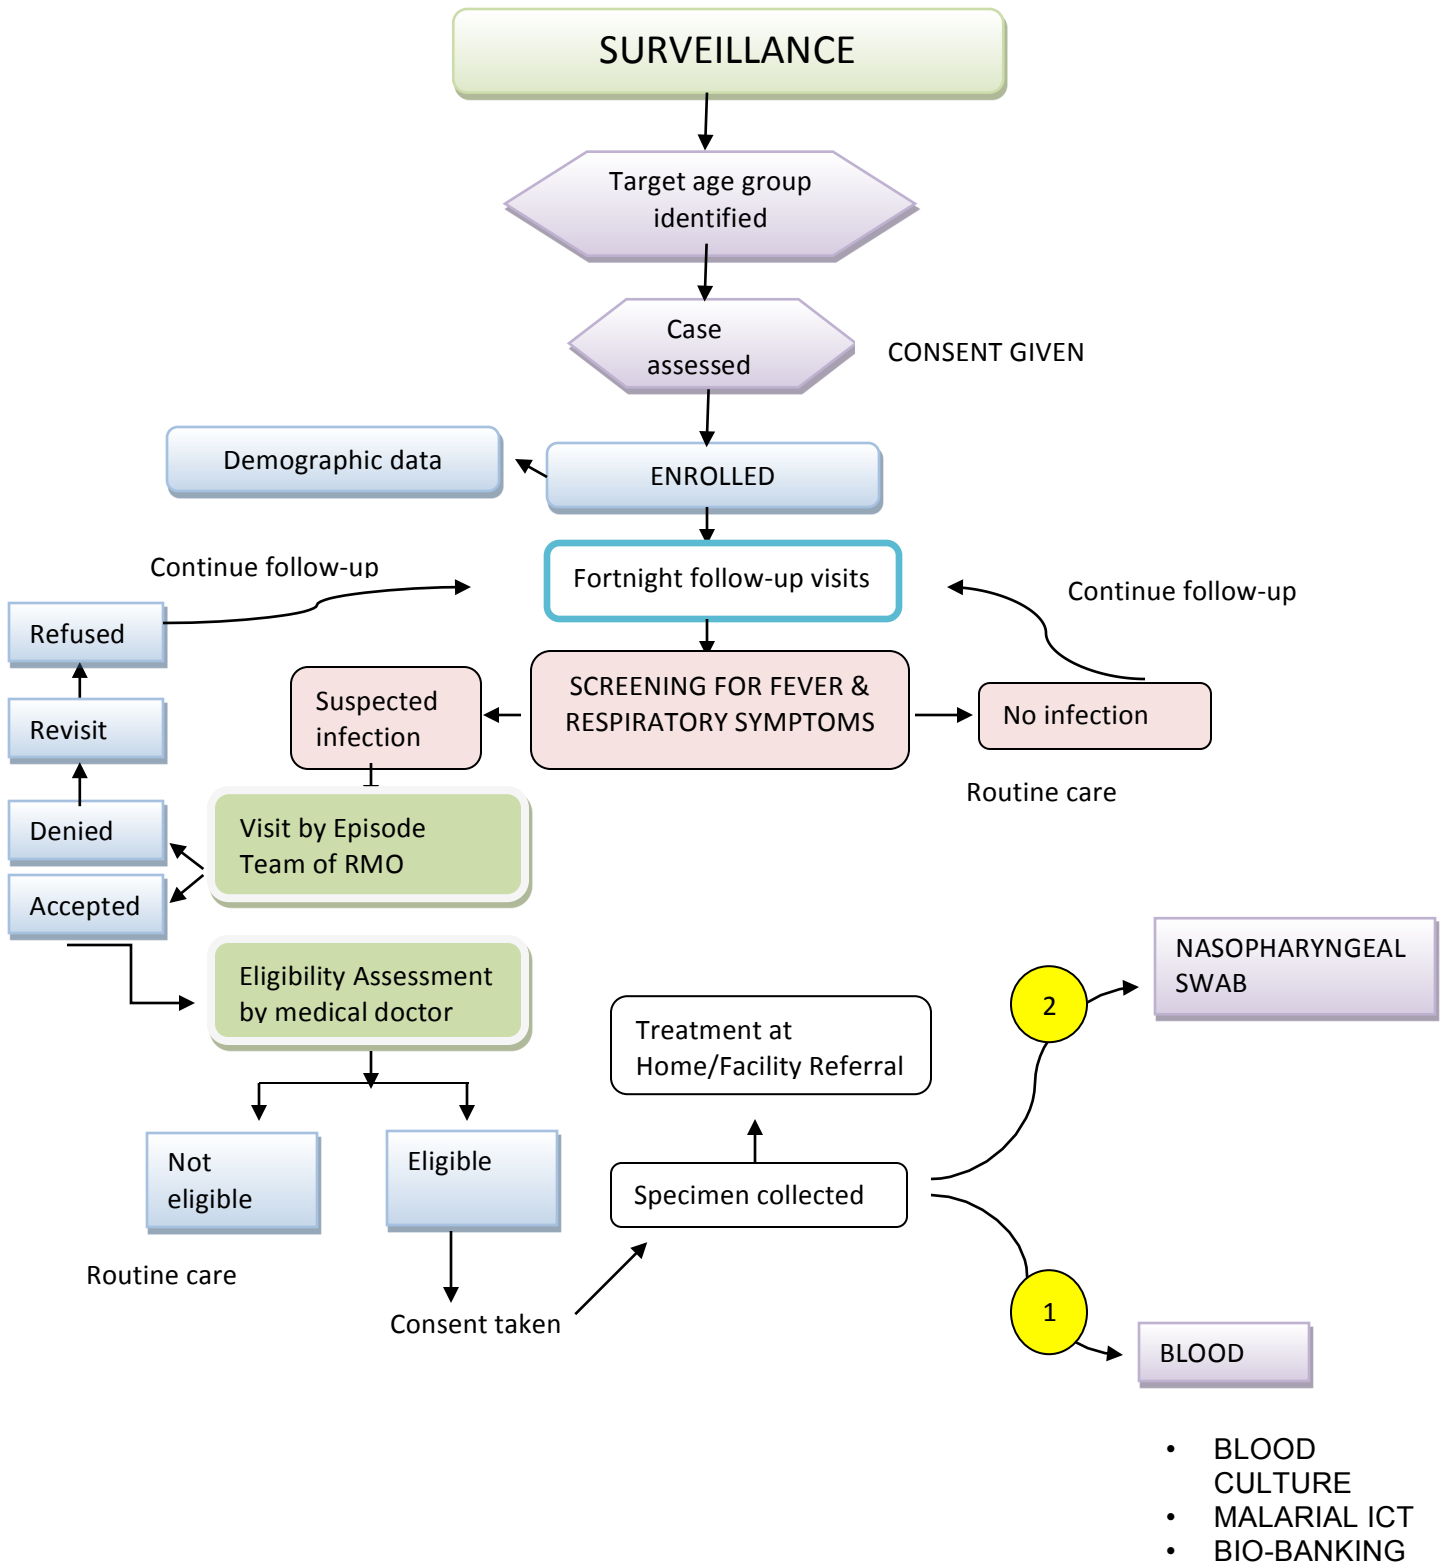 SURVEILLANCE
Target age group
identified
Case
assessed
CONSENT GIVEN
Demographic data
ENROLLED
Continue follow-up
Fortnight follow-up visits
Continue follow-up
Refused
Revisit
Denied
Accepted
Suspected
infection
SCREENING FOR FEVER &
RESPIRATORY SYMPTOMS
No infection
Routine care
Visit by Episode
Team of RMO
Eligibility Assessment
by medical doctor
Not
eligible
Routine care
Eligible
Consent taken
Treatment at
Home/Facility Referral
Specimen collected
2
NASOPHARYNGEAL
SWAB
1
BLOOD
• BLOOD
CULTURE
• MALARIAL ICT
• BIO-BANKING